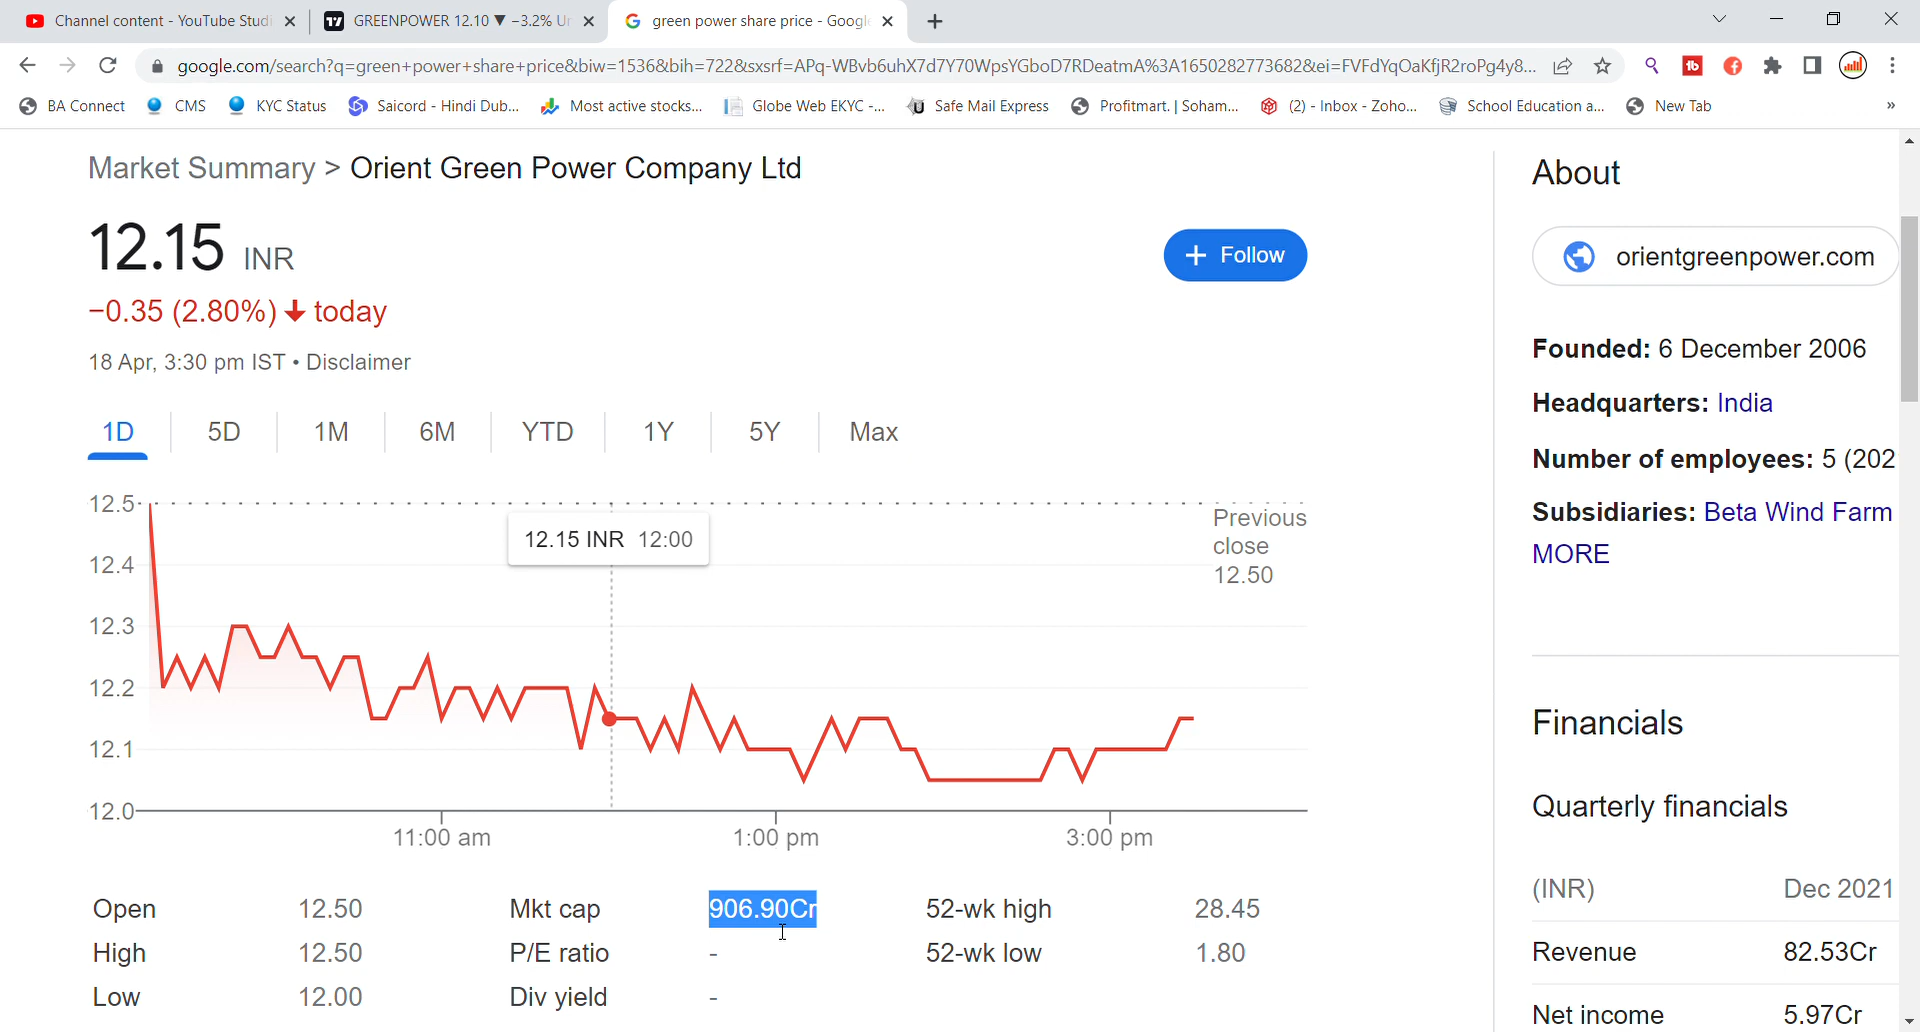 Channel content - YouTube Studi
GREENPOWER 12.10 ▼ −3.2% Un
green power share price - Google
google.com/search?q=green+power+share+price&biw=1536&bih=722&sxsrf=APq-WBvb6uhX7d7Y70WpsYGboD7RDeatmA%3A1650282773682&ei=FVFdYqOaKfjR2roPg4y8...
BA Connect
CMS
KYC Status
Saicord - Hindi Dub...
Most active stocks...
Globe Web EKYC -...
Safe Mail Express
Profitmart. | Soham...
(2) - Inbox - Zoho...
School Education a...
New Tab
»
Market Summary > Orient Green Power Company Ltd
12.15 INR
−0.35 (2.80%) ↓ today
18 Apr, 3:30 pm IST • Disclaimer
+ Follow
1D 5D 1M 6M YTD 1Y 5Y Max
12.5
12.4
12.3
12.2
12.1
12.0
12.15 INR 12:00
Previous
close
12.50
11:00 am 1:00 pm 3:00 pm
Open 12.50 Mkt cap 906.90Cr 52-wk high 28.45
High 12.50 P/E ratio - 52-wk low 1.80
Low 12.00 Div yield -
About
orientgreenpower.com
Founded: 6 December 2006
Headquarters: India
Number of employees: 5 (202
Subsidiaries: Beta Wind Farm
MORE
Financials
Quarterly financials
(INR) Dec 2021
Revenue 82.53Cr
Net income 5.97Cr